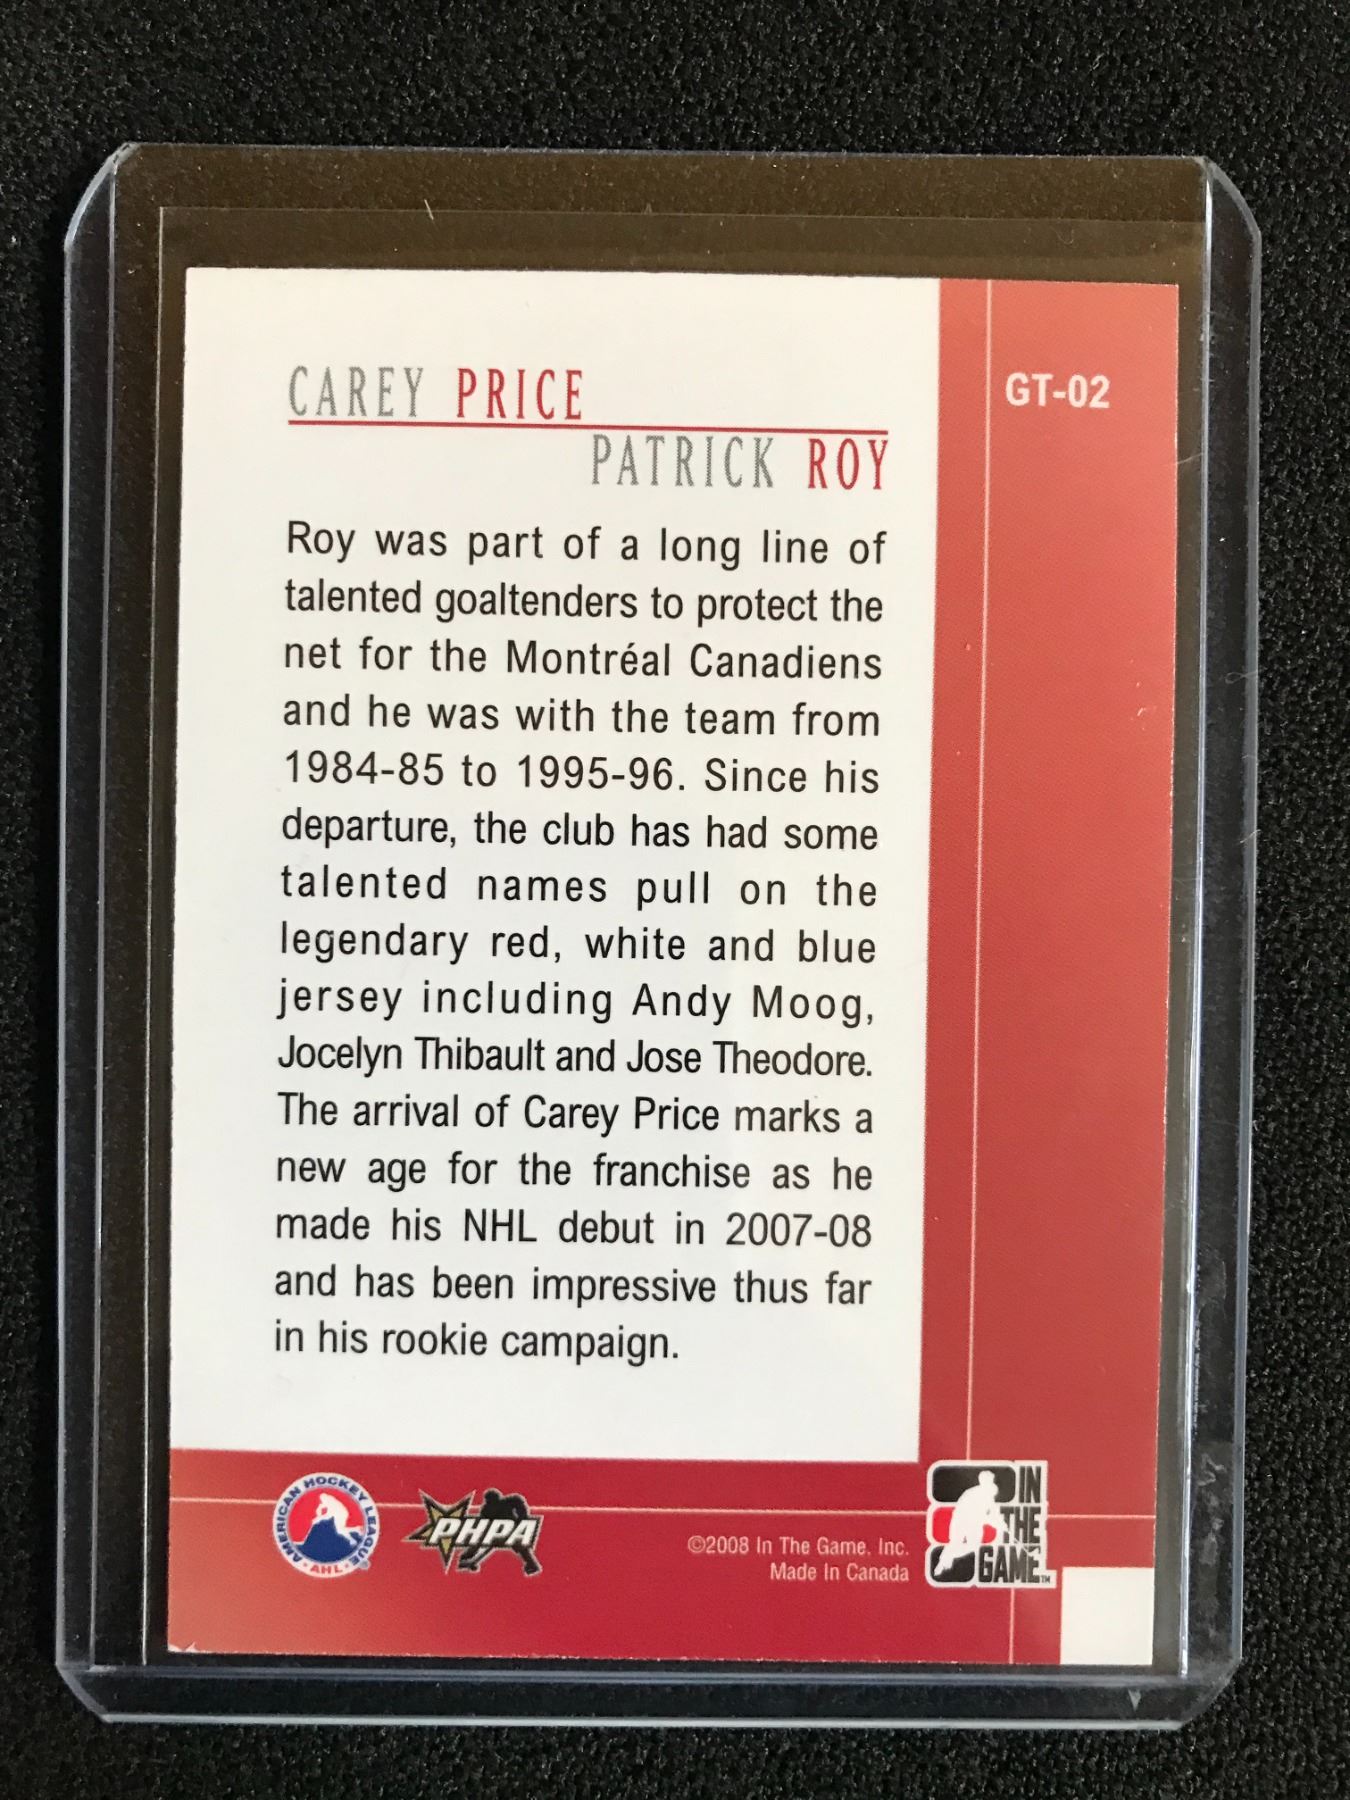 CAREY PRICE
PATRICK ROY
GT-02
Roy was part of a long line of
talented goaltenders to protect the
net for the Montréal Canadiens
and he was with the team from
1984-85 to 1995-96. Since his
departure, the club has had some
talented names pull on the
legendary red, white and blue
jersey including Andy Moog,
Jocelyn Thibault and Jose Theodore.
The arrival of Carey Price marks a
new age for the franchise as he
made his NHL debut in 2007-08
and has been impressive thus far
in his rookie campaign.
AMERICAN HOCKEY LEAGUE
AHL
PHPA
©2008 In The Game, Inc.
Made In Canada
IN
THE
GAME™